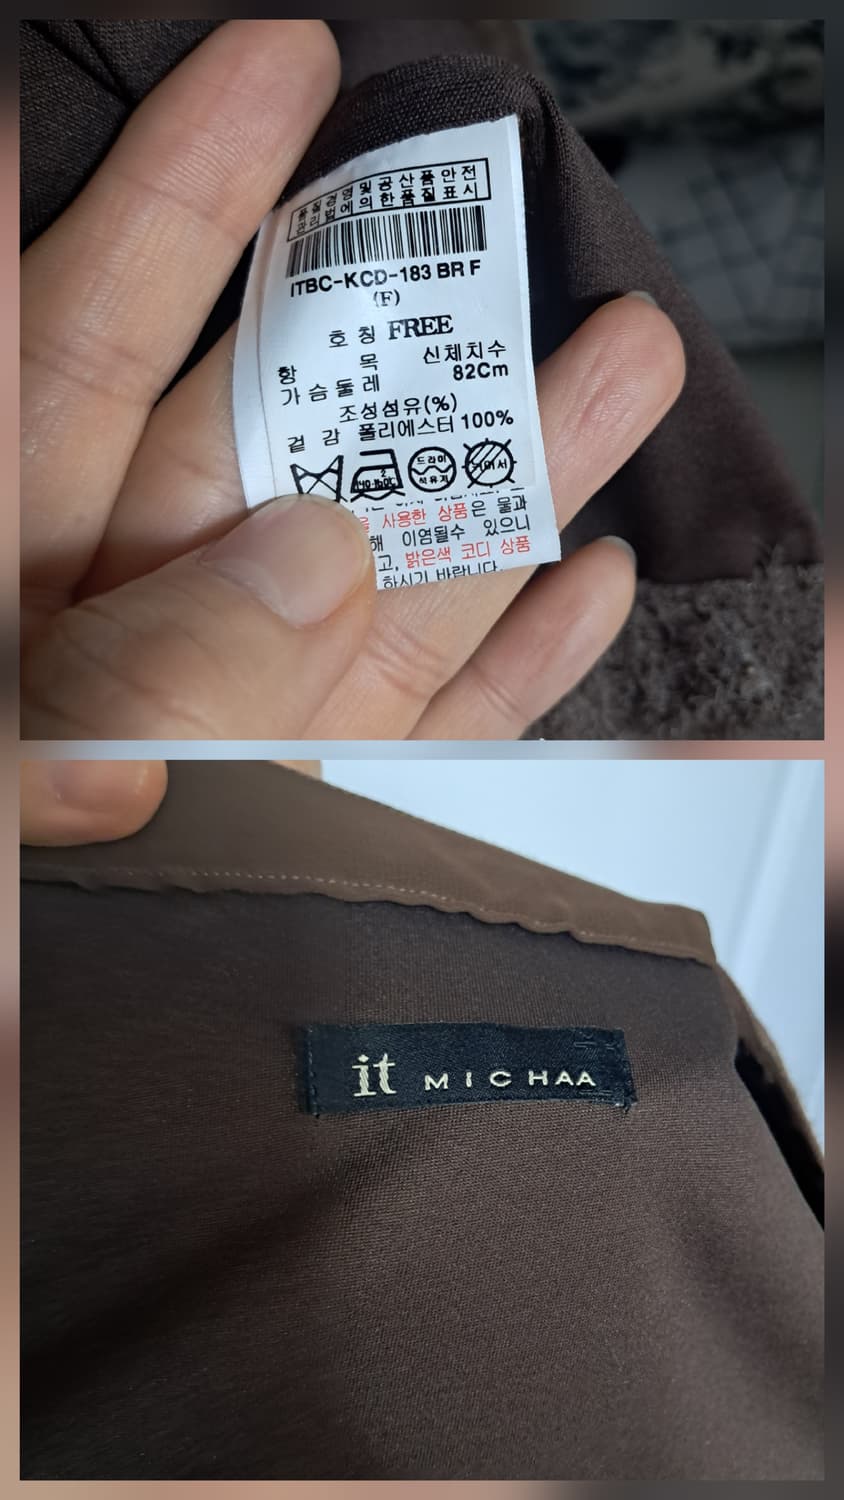 품질경영및공산품안전
관리법에의한품질표시
ITBC-KCD-183 BR F
(F)
호 칭 FREE
항 목 신체치수
가 슴 둘 레 82Cm
조성섬유(%)
겉 감 폴리에스터 100%
드라이
석유계
사용한 상품은 물과
해 이염될수 있으니
고, 밝은색 코디 상품
하시기 바랍니다.
it MICHAA